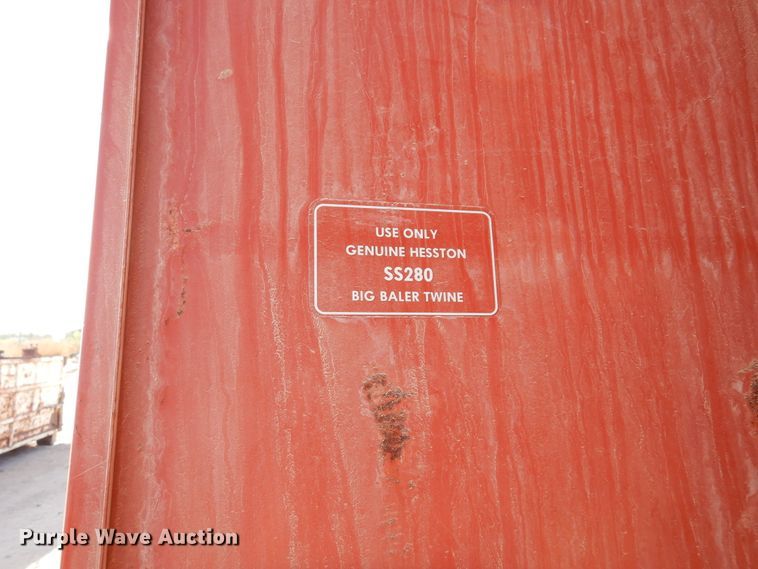 USE ONLY
GENUINE HESSTON
SS280
BIG BALER TWINE
Purple Wave Auction